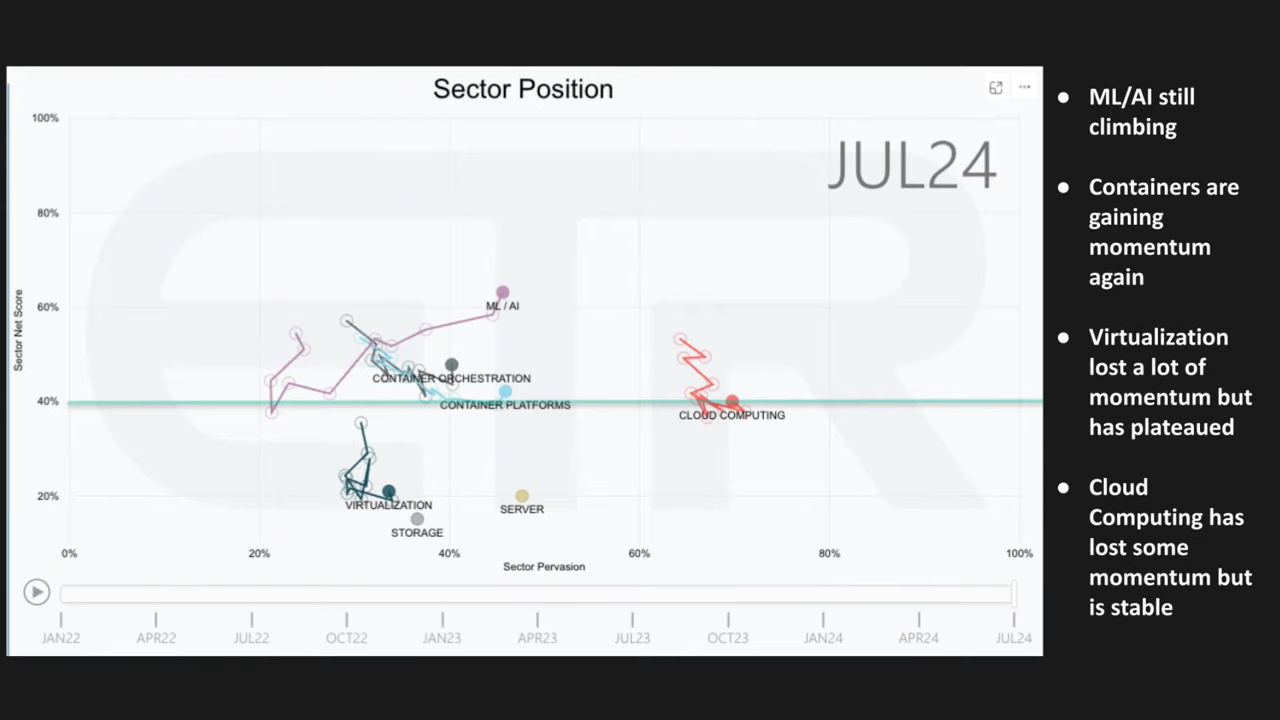 Sector Position
JUL24
ETR
100%
80%
60%
40%
20%
Sector Net Score
ML / AI
CONTAINER ORCHESTRATION
CONTAINER PLATFORMS
CLOUD COMPUTING
VIRTUALIZATION
SERVER
STORAGE
0% 20% 40% 60% 80% 100%
Sector Pervasion
JAN22 APR22 JUL22 OCT22 JAN23 APR23 JUL23 OCT23 JAN24 APR24 JUL24
● ML/AI still
climbing
● Containers are
gaining
momentum
again
● Virtualization
lost a lot of
momentum but
has plateaued
● Cloud
Computing has
lost some
momentum but
is stable